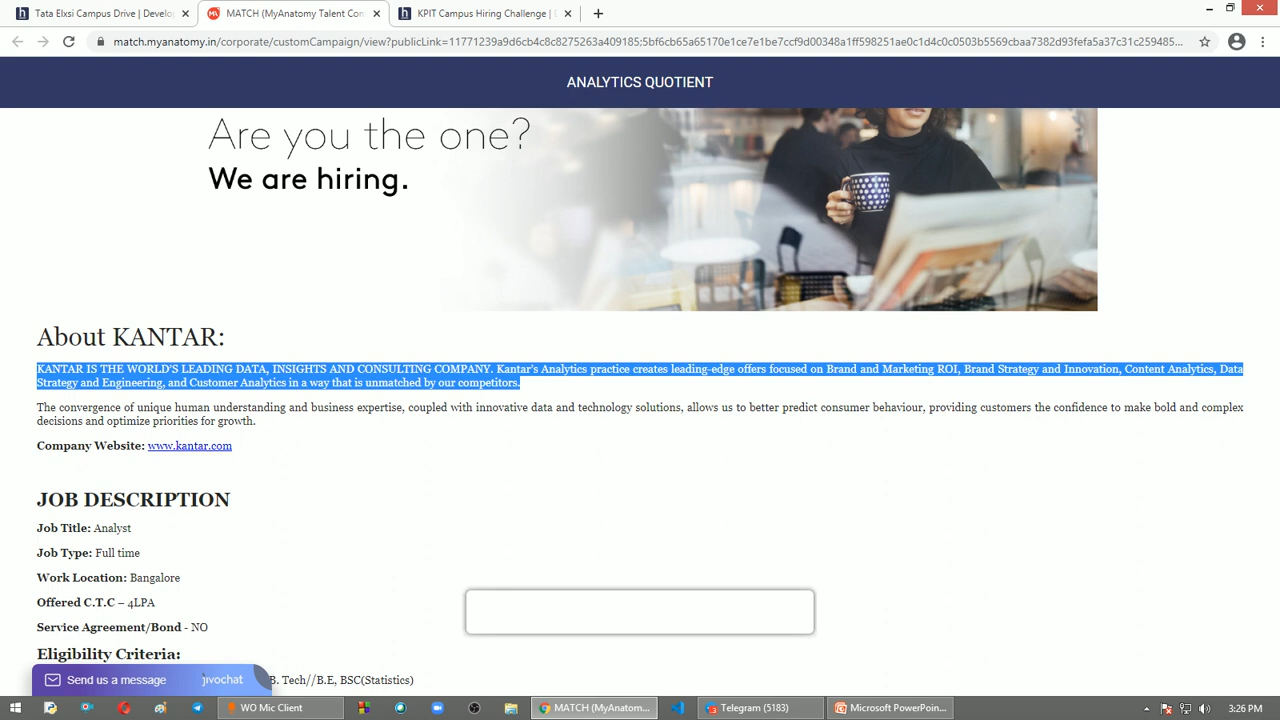 Tata Elxsi Campus Drive | Develo
MATCH (MyAnatomy Talent Con
KPIT Campus Hiring Challenge |
match.myanatomy.in/corporate/customCampaign/view?publicLink=11771239a9d6cb4c8c8275263a409185;5bf6cb65a65170e1ce7e1be7ccf9d00348a1ff598251ae0c1d4c0c0503b5569cbaa7382d93fefa5a37c31c259485...
ANALYTICS QUOTIENT
Are you the one?
We are hiring.
About KANTAR:
KANTAR IS THE WORLD'S LEADING DATA, INSIGHTS AND CONSULTING COMPANY. Kantar's Analytics practice creates leading-edge offers focused on Brand and Marketing ROI, Brand Strategy and Innovation, Content Analytics, Data
Strategy and Engineering, and Customer Analytics in a way that is unmatched by our competitors.
The convergence of unique human understanding and business expertise, coupled with innovative data and technology solutions, allows us to better predict consumer behaviour, providing customers the confidence to make bold and complex
decisions and optimize priorities for growth.
Company Website: www.kantar.com
JOB DESCRIPTION
Job Title: Analyst
Job Type: Full time
Work Location: Bangalore
Offered C.T.C – 4LPA
Service Agreement/Bond - NO
Eligibility Criteria:
B. Tech//B.E, BSC(Statistics)
Send us a message jivochat
WO Mic Client
MATCH (MyAnatom...
Telegram (5183)
Microsoft PowerPoin...
3:26 PM